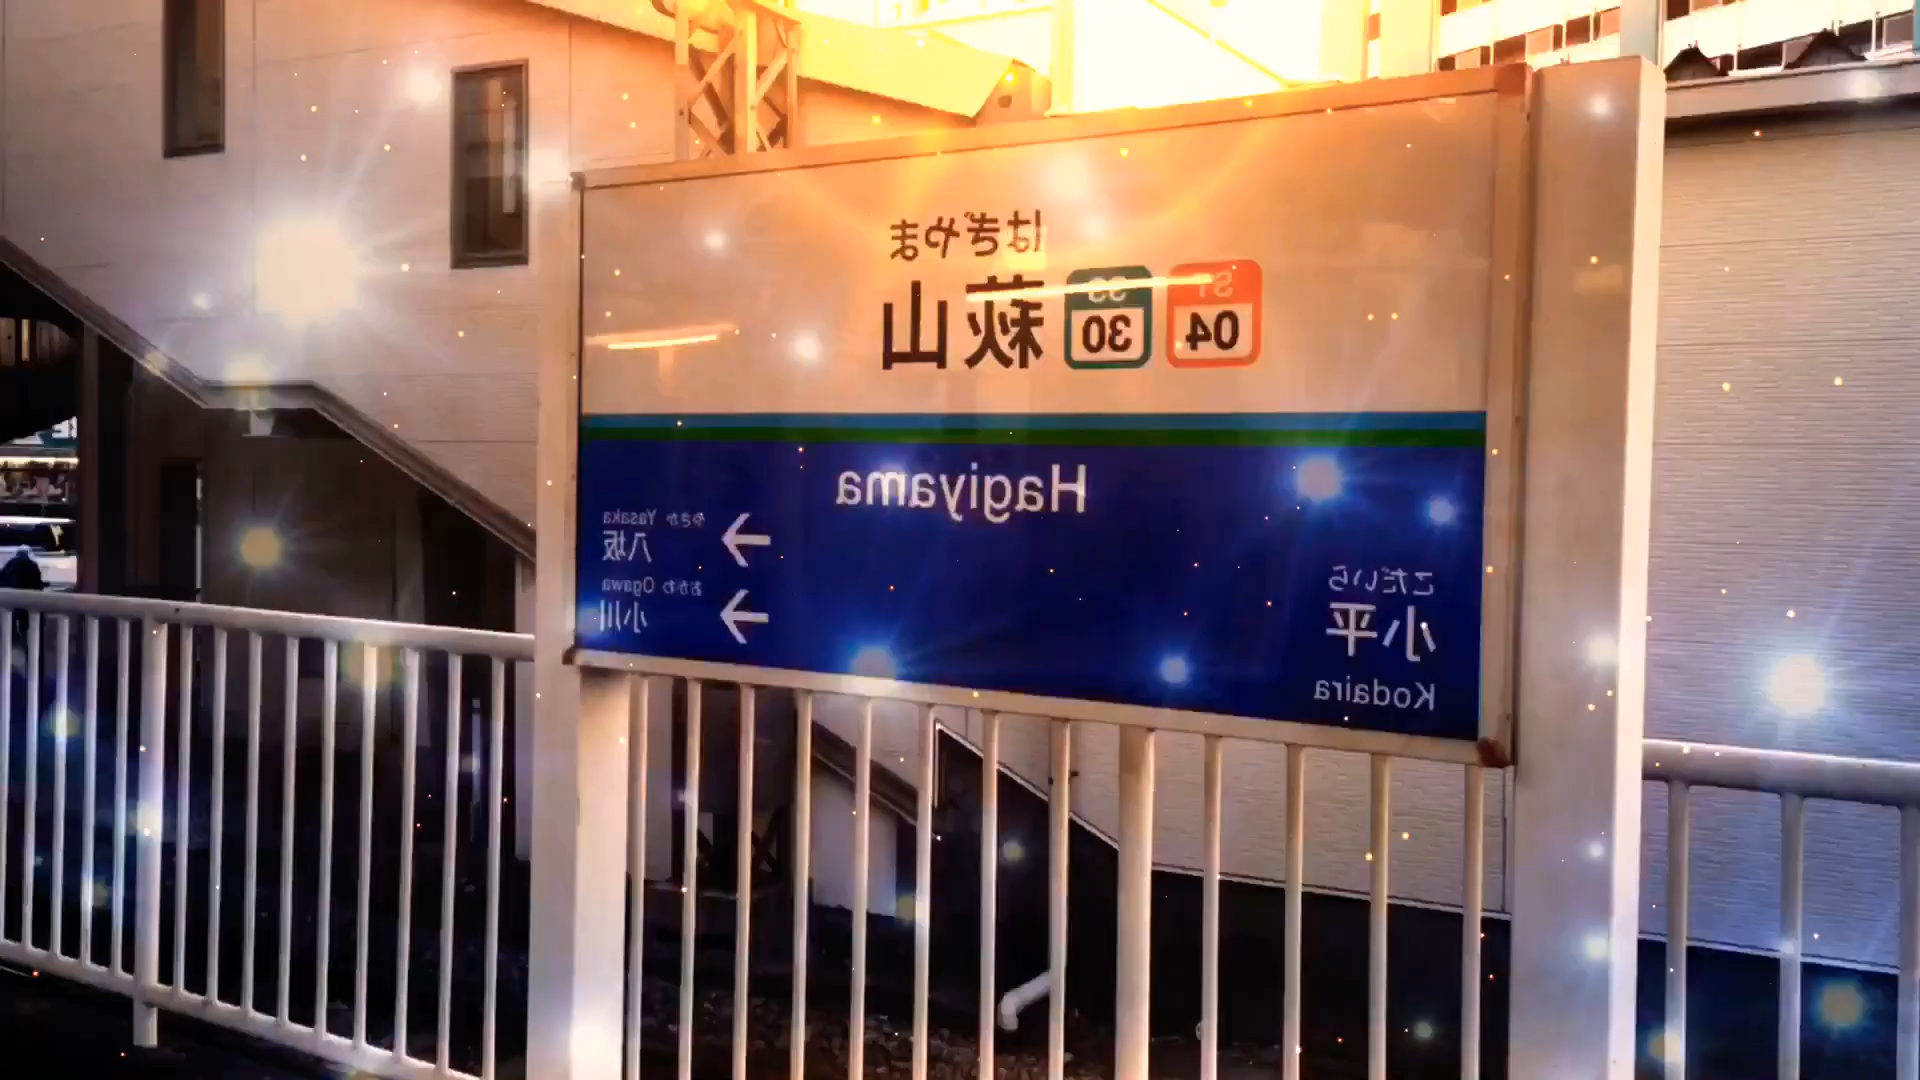 はぎやま
萩山 SS 30 ST 04
Hagiyama
やさか Yasaka
八坂
おがわ Ogawa
小川
こだいら
小平
Kodaira